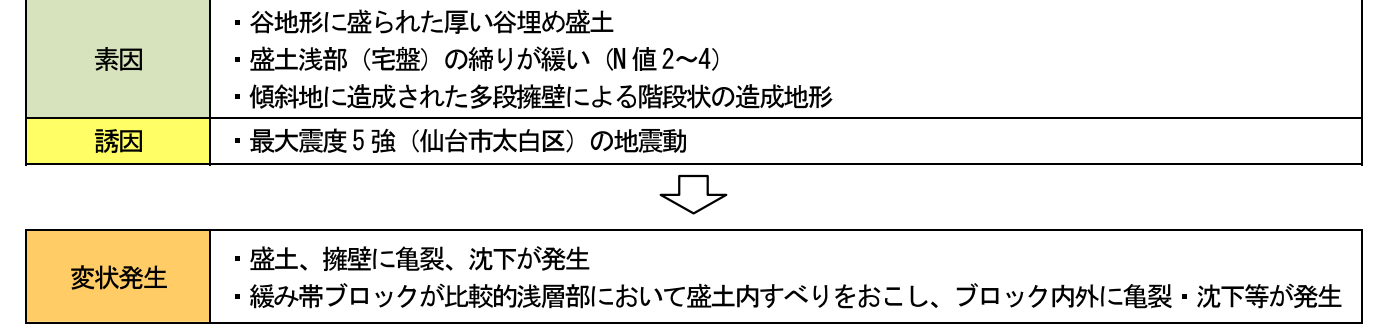 素因
・谷地形に盛られた厚い谷埋め盛土
・盛土浅部（宅盤）の締りが緩い（N 値 2～4）
・傾斜地に造成された多段擁壁による階段状の造成地形
誘因
・最大震度 5 強（仙台市太白区）の地震動
変状発生
・盛土、擁壁に亀裂、沈下が発生
・緩み帯ブロックが比較的浅層部において盛土内すべりをおこし、ブロック内外に亀裂・沈下等が発生